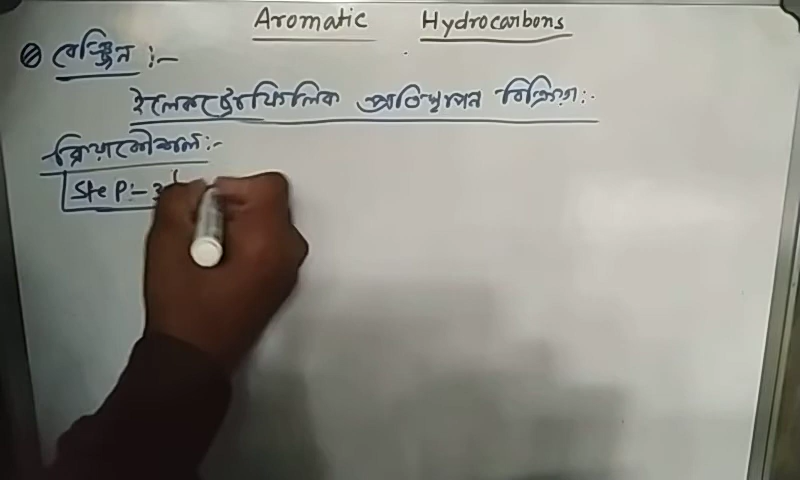 Aromatic Hydrocarbons
বেঞ্জিন :-
ইলেকট্রোফিলিক প্রতিস্থাপন বিক্রিয়া:-
ক্রিয়াকৌশল:-
Step:-